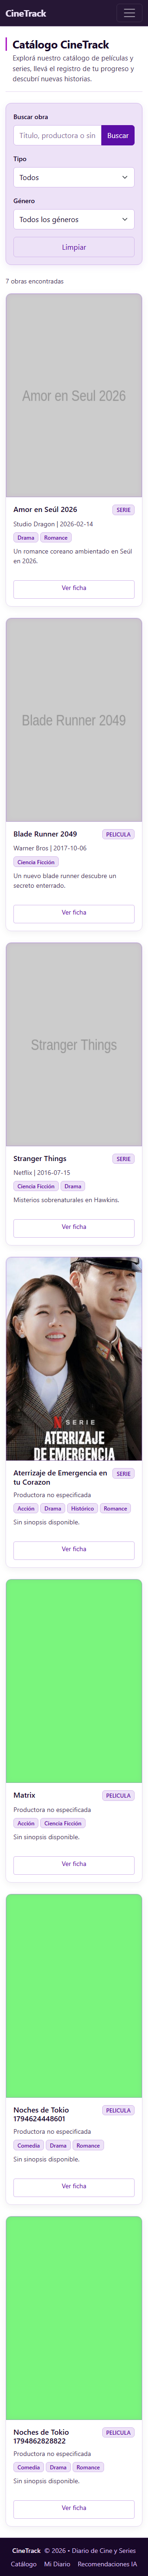 CineTrack
Catálogo CineTrack
Explorá nuestro catálogo de películas y
series, llevá el registro de tu progreso y
descubrí nuevas historias.
Buscar obra
Título, productora o sin
Buscar
Tipo
Todos
Género
Todos los géneros
Limpiar
7 obras encontradas
Amor en Seul 2026
Amor en Seúl 2026
SERIE
Studio Dragon | 2026-02-14
Drama Romance
Un romance coreano ambientado en Seúl
en 2026.
Ver ficha
Blade Runner 2049
Blade Runner 2049
PELICULA
Warner Bros | 2017-10-06
Ciencia Ficción
Un nuevo blade runner descubre un
secreto enterrado.
Ver ficha
Stranger Things
Stranger Things
SERIE
Netflix | 2016-07-15
Ciencia Ficción Drama
Misterios sobrenaturales en Hawkins.
Ver ficha
N SERIE
ATERRIZAJE
DE EMERGENCIA
Aterrizaje de Emergencia en
tu Corazon
SERIE
Productora no especificada
Acción Drama Histórico Romance
Sin sinopsis disponible.
Ver ficha
Matrix
PELICULA
Productora no especificada
Acción Ciencia Ficción
Sin sinopsis disponible.
Ver ficha
Noches de Tokio
1794624448601
PELICULA
Productora no especificada
Comedia Drama Romance
Sin sinopsis disponible.
Ver ficha
Noches de Tokio
1794862828822
PELICULA
Productora no especificada
Comedia Drama Romance
Sin sinopsis disponible.
Ver ficha
CineTrack © 2026 • Diario de Cine y Series
Catálogo Mi Diario Recomendaciones IA